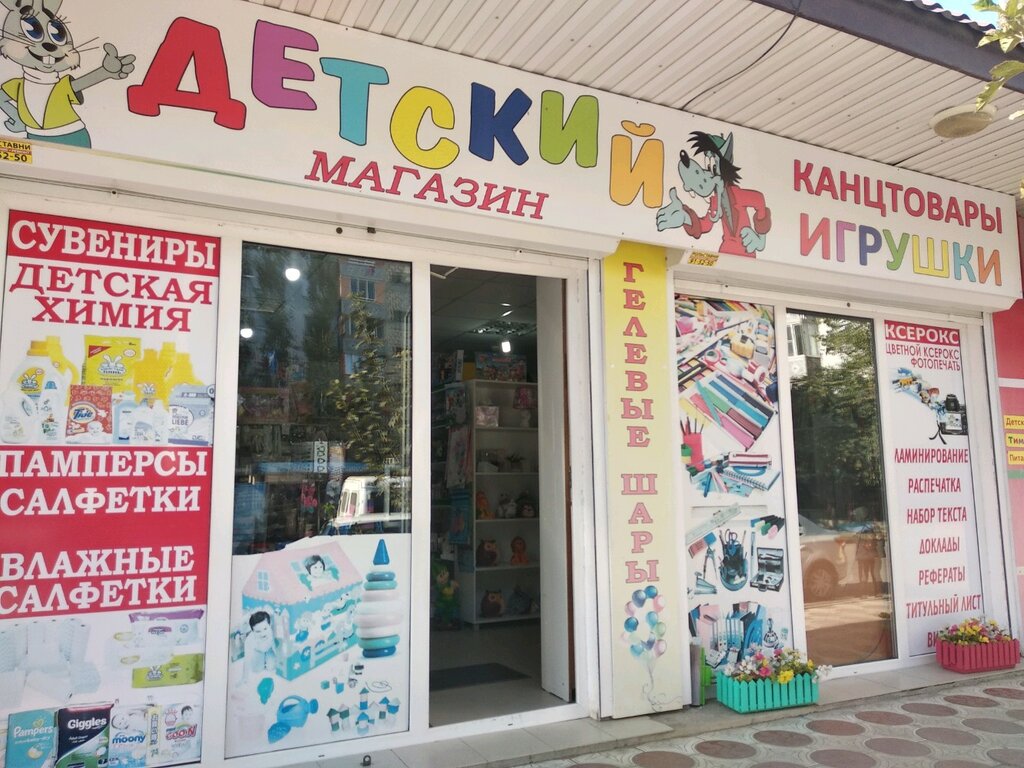 ДЕТСКИЙ
МАГАЗИН
КАНЦТОВАРЫ
ИГРУШКИ
СУВЕНИРЫ
ДЕТСКАЯ
ХИМИЯ
ПАМПЕРСЫ
САЛФЕТКИ
ВЛАЖНЫЕ
САЛФЕТКИ
Pampers
Giggles
moony
GOON
ГЕЛЕВЫЕ ШАРЫ
КСЕРОКС
ЦВЕТНОЙ КСЕРОКС
ФОТОПЕЧАТЬ
ЛАМИНИРОВАНИЕ
РАСПЕЧАТКА
НАБОР ТЕКСТА
ДОКЛАДЫ
РЕФЕРАТЫ
ТИТУЛЬНЫЙ ЛИСТ